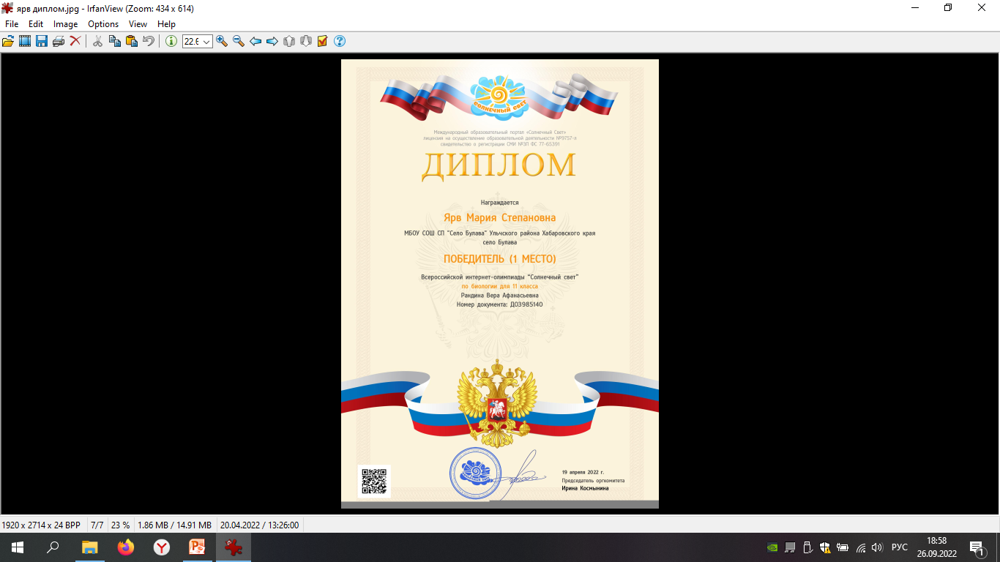 ярв диплом.jpg - IrfanView (Zoom: 434 x 614)
File Edit Image Options View Help
22.6
СОЛНЕЧНЫЙ СВЕТ
Международный образовательный портал «Солнечный Свет»
лицензия на осуществление образовательной деятельности №9757-л
свидетельство о регистрации СМИ №ЭЛ ФС 77-65391
ДИПЛОМ
Награждается
Ярв Мария Степановна
МБОУ СОШ СП "Село Булава" Ульчского района Хабаровского края
село Булава
ПОБЕДИТЕЛЬ (1 МЕСТО)
Всероссийской интернет-олимпиады "Солнечный свет"
по биологии для 11 класса
Рандина Вера Афанасьевна
Номер документа: ДО3985140
19 апреля 2022 г.
Председатель оргкомитета
Ирина Космынина
1920 x 2714 x 24 BPP 7/7 23 % 1.86 MB / 14.91 MB 20.04.2022 / 13:26:00
РУС
18:58
26.09.2022
1